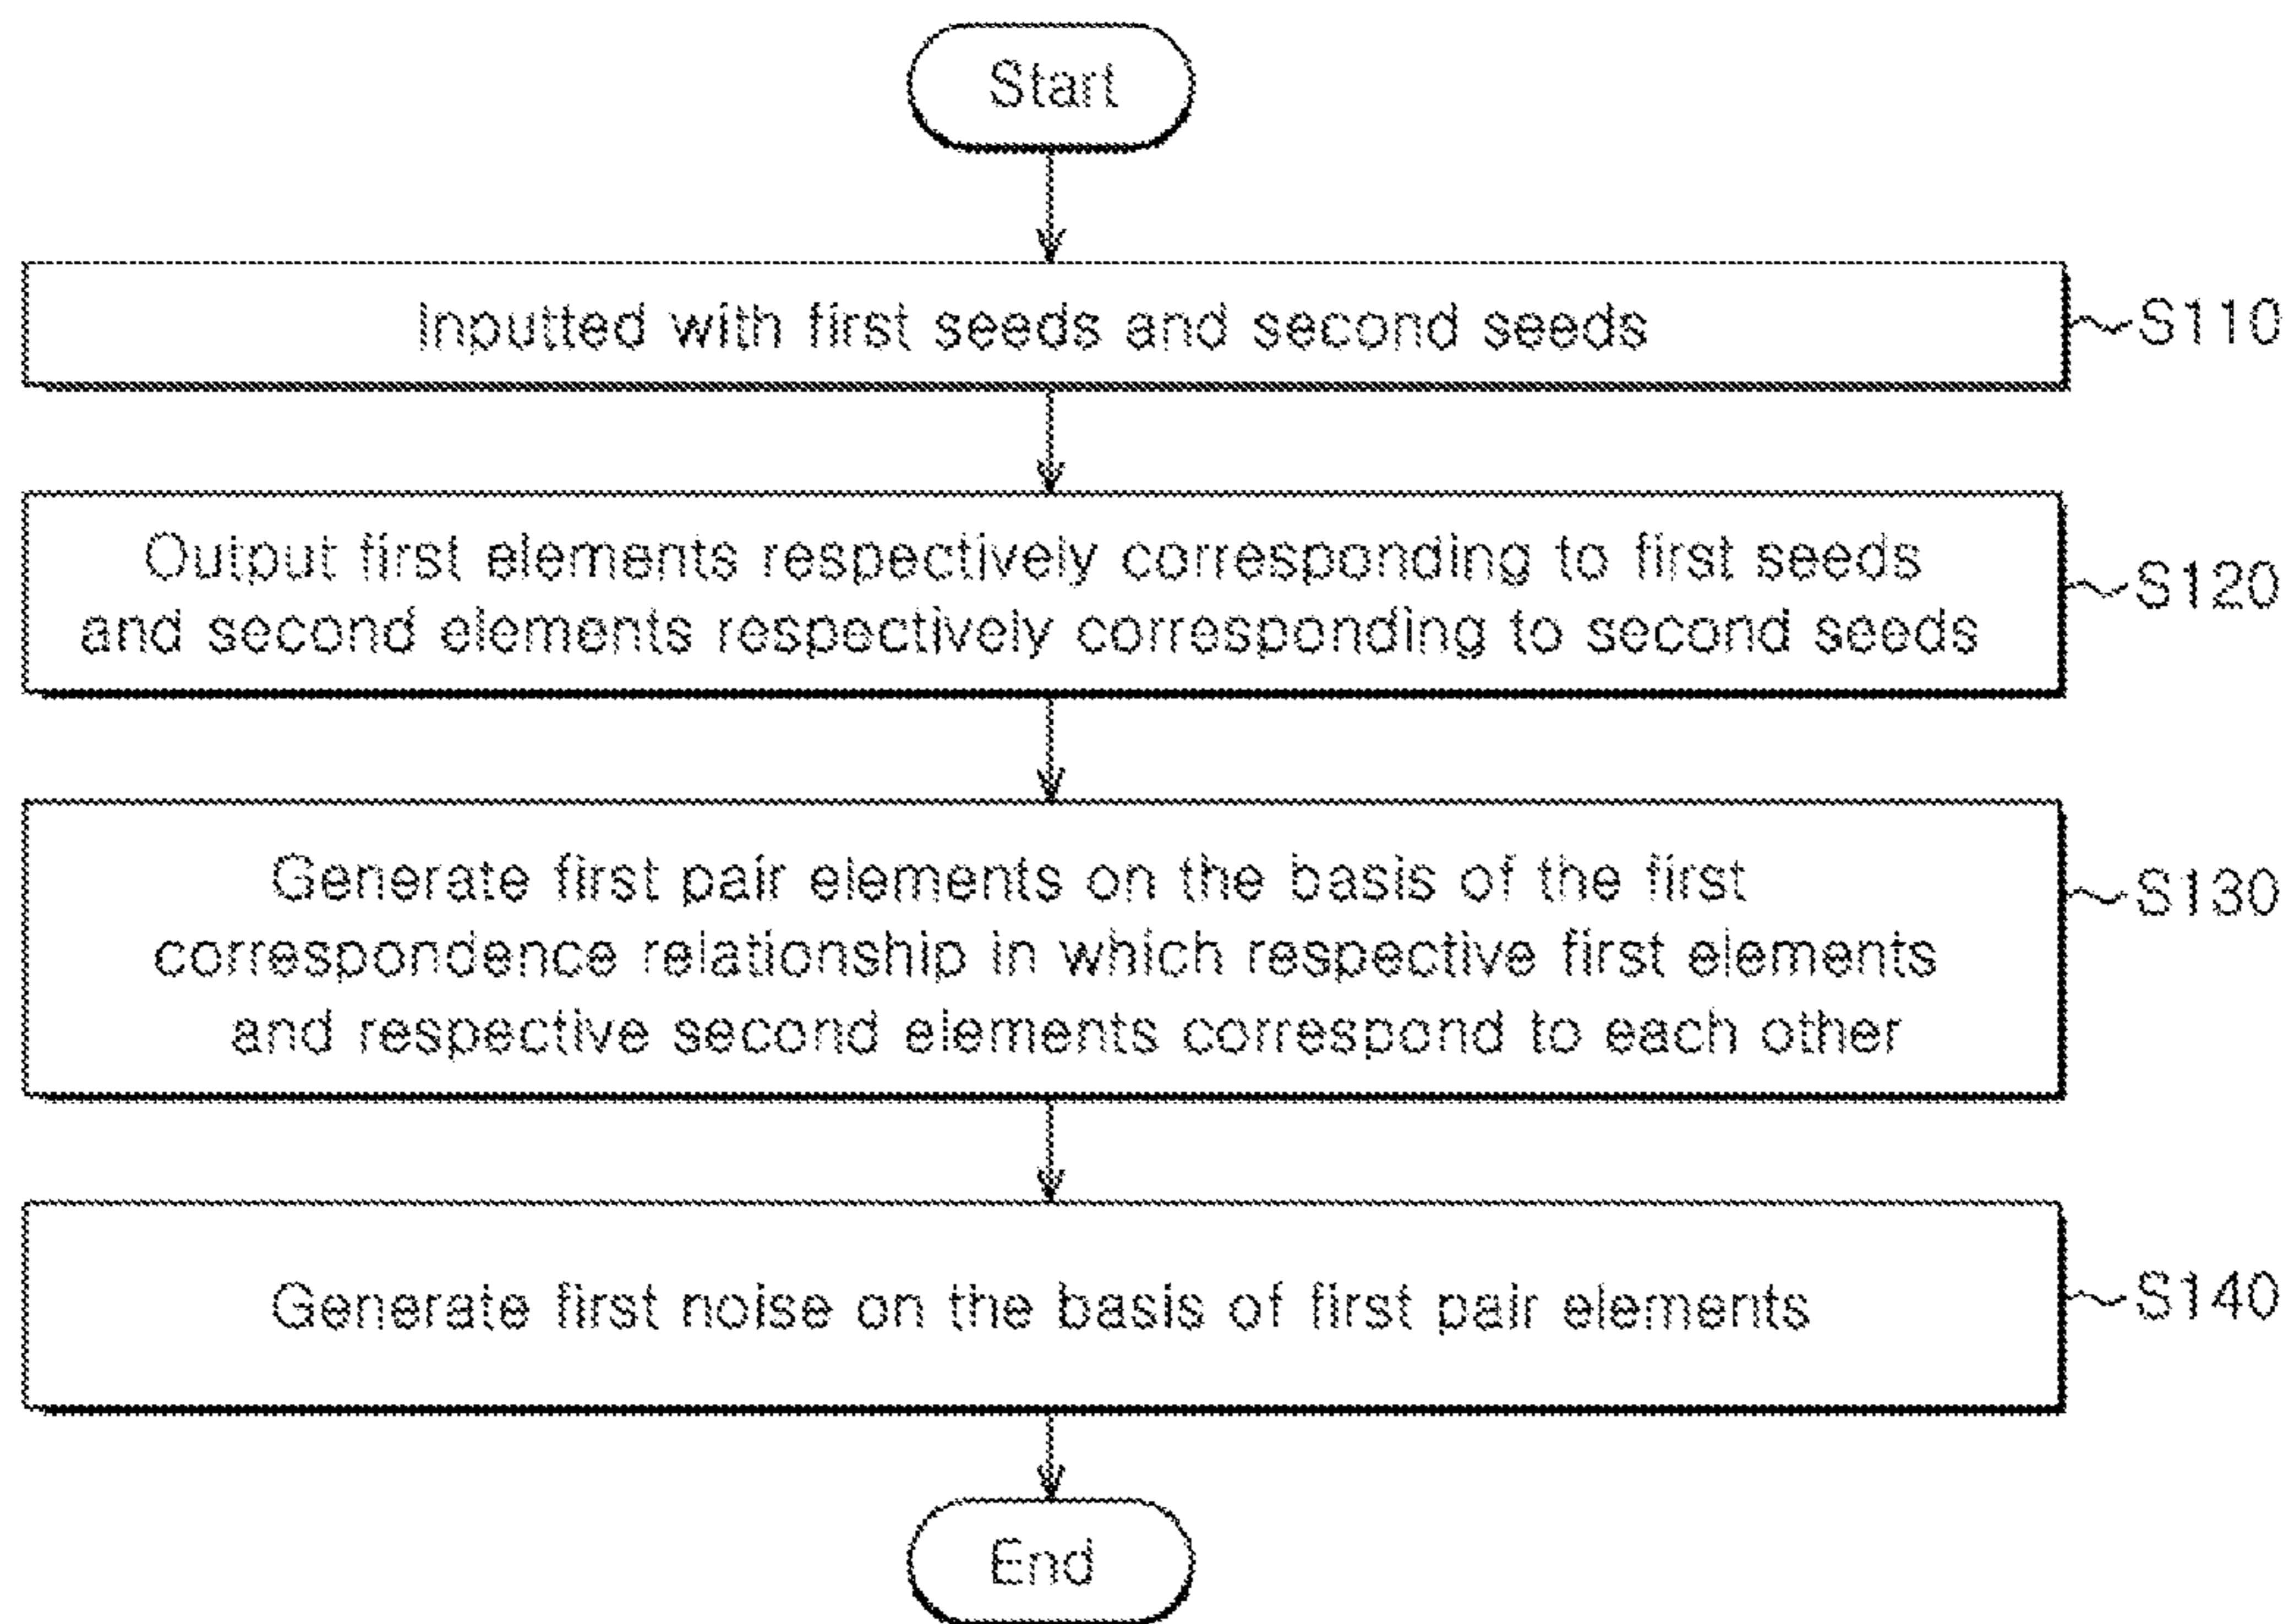 Start
Inputted with first seeds and second seeds
S110
Output first elements respectively corresponding to first seeds
and second elements respectively corresponding to second seeds
S120
Generate first pair elements on the basis of the first
correspondence relationship in which respective first elements
and respective second elements correspond to each other
S130
Generate first noise on the basis of first pair elements
S140
End